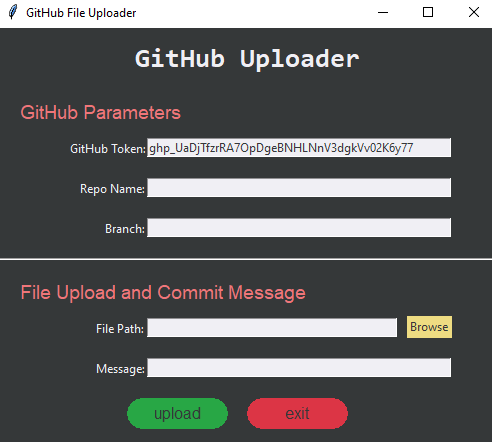 GitHub File Uploader
GitHub Uploader
GitHub Parameters
GitHub Token: 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
Repo Name:
Branch:
File Upload and Commit Message
File Path: Browse
Message:
upload exit